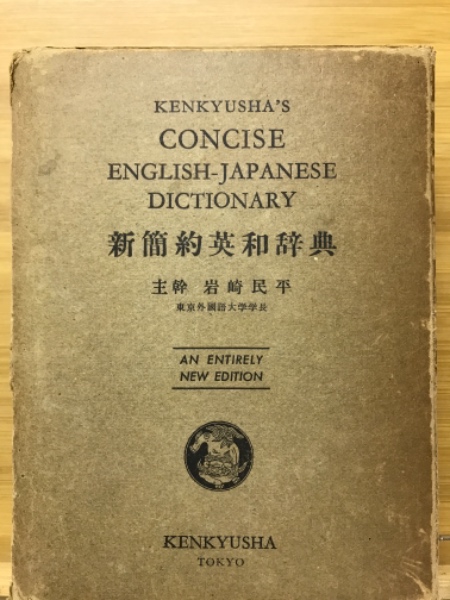 KENKYUSHA'S
CONCISE
ENGLISH-JAPANESE
DICTIONARY
新簡約英和辞典
主幹 岩崎民平
東京外國語大學学長
AN ENTIRELY
NEW EDITION
KENKYUSHA
TOKYO